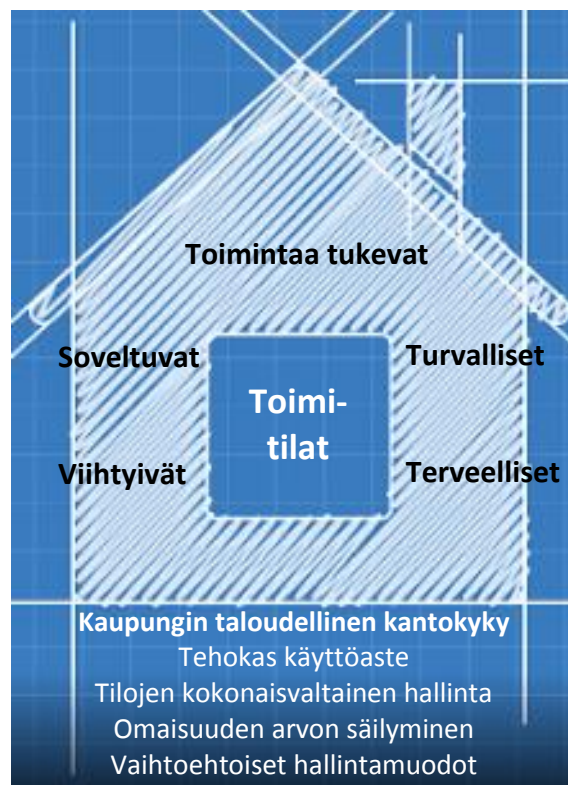 Toimintaa tukevat
Soveltuvat
Turvalliset
Toimi-
tilat
Viihtyivät
Terveelliset
Kaupungin taloudellinen kantokyky
Tehokas käyttöaste
Tilojen kokonaisvaltainen hallinta
Omaisuuden arvon säilyminen
Vaihtoehtoiset hallintamuodot